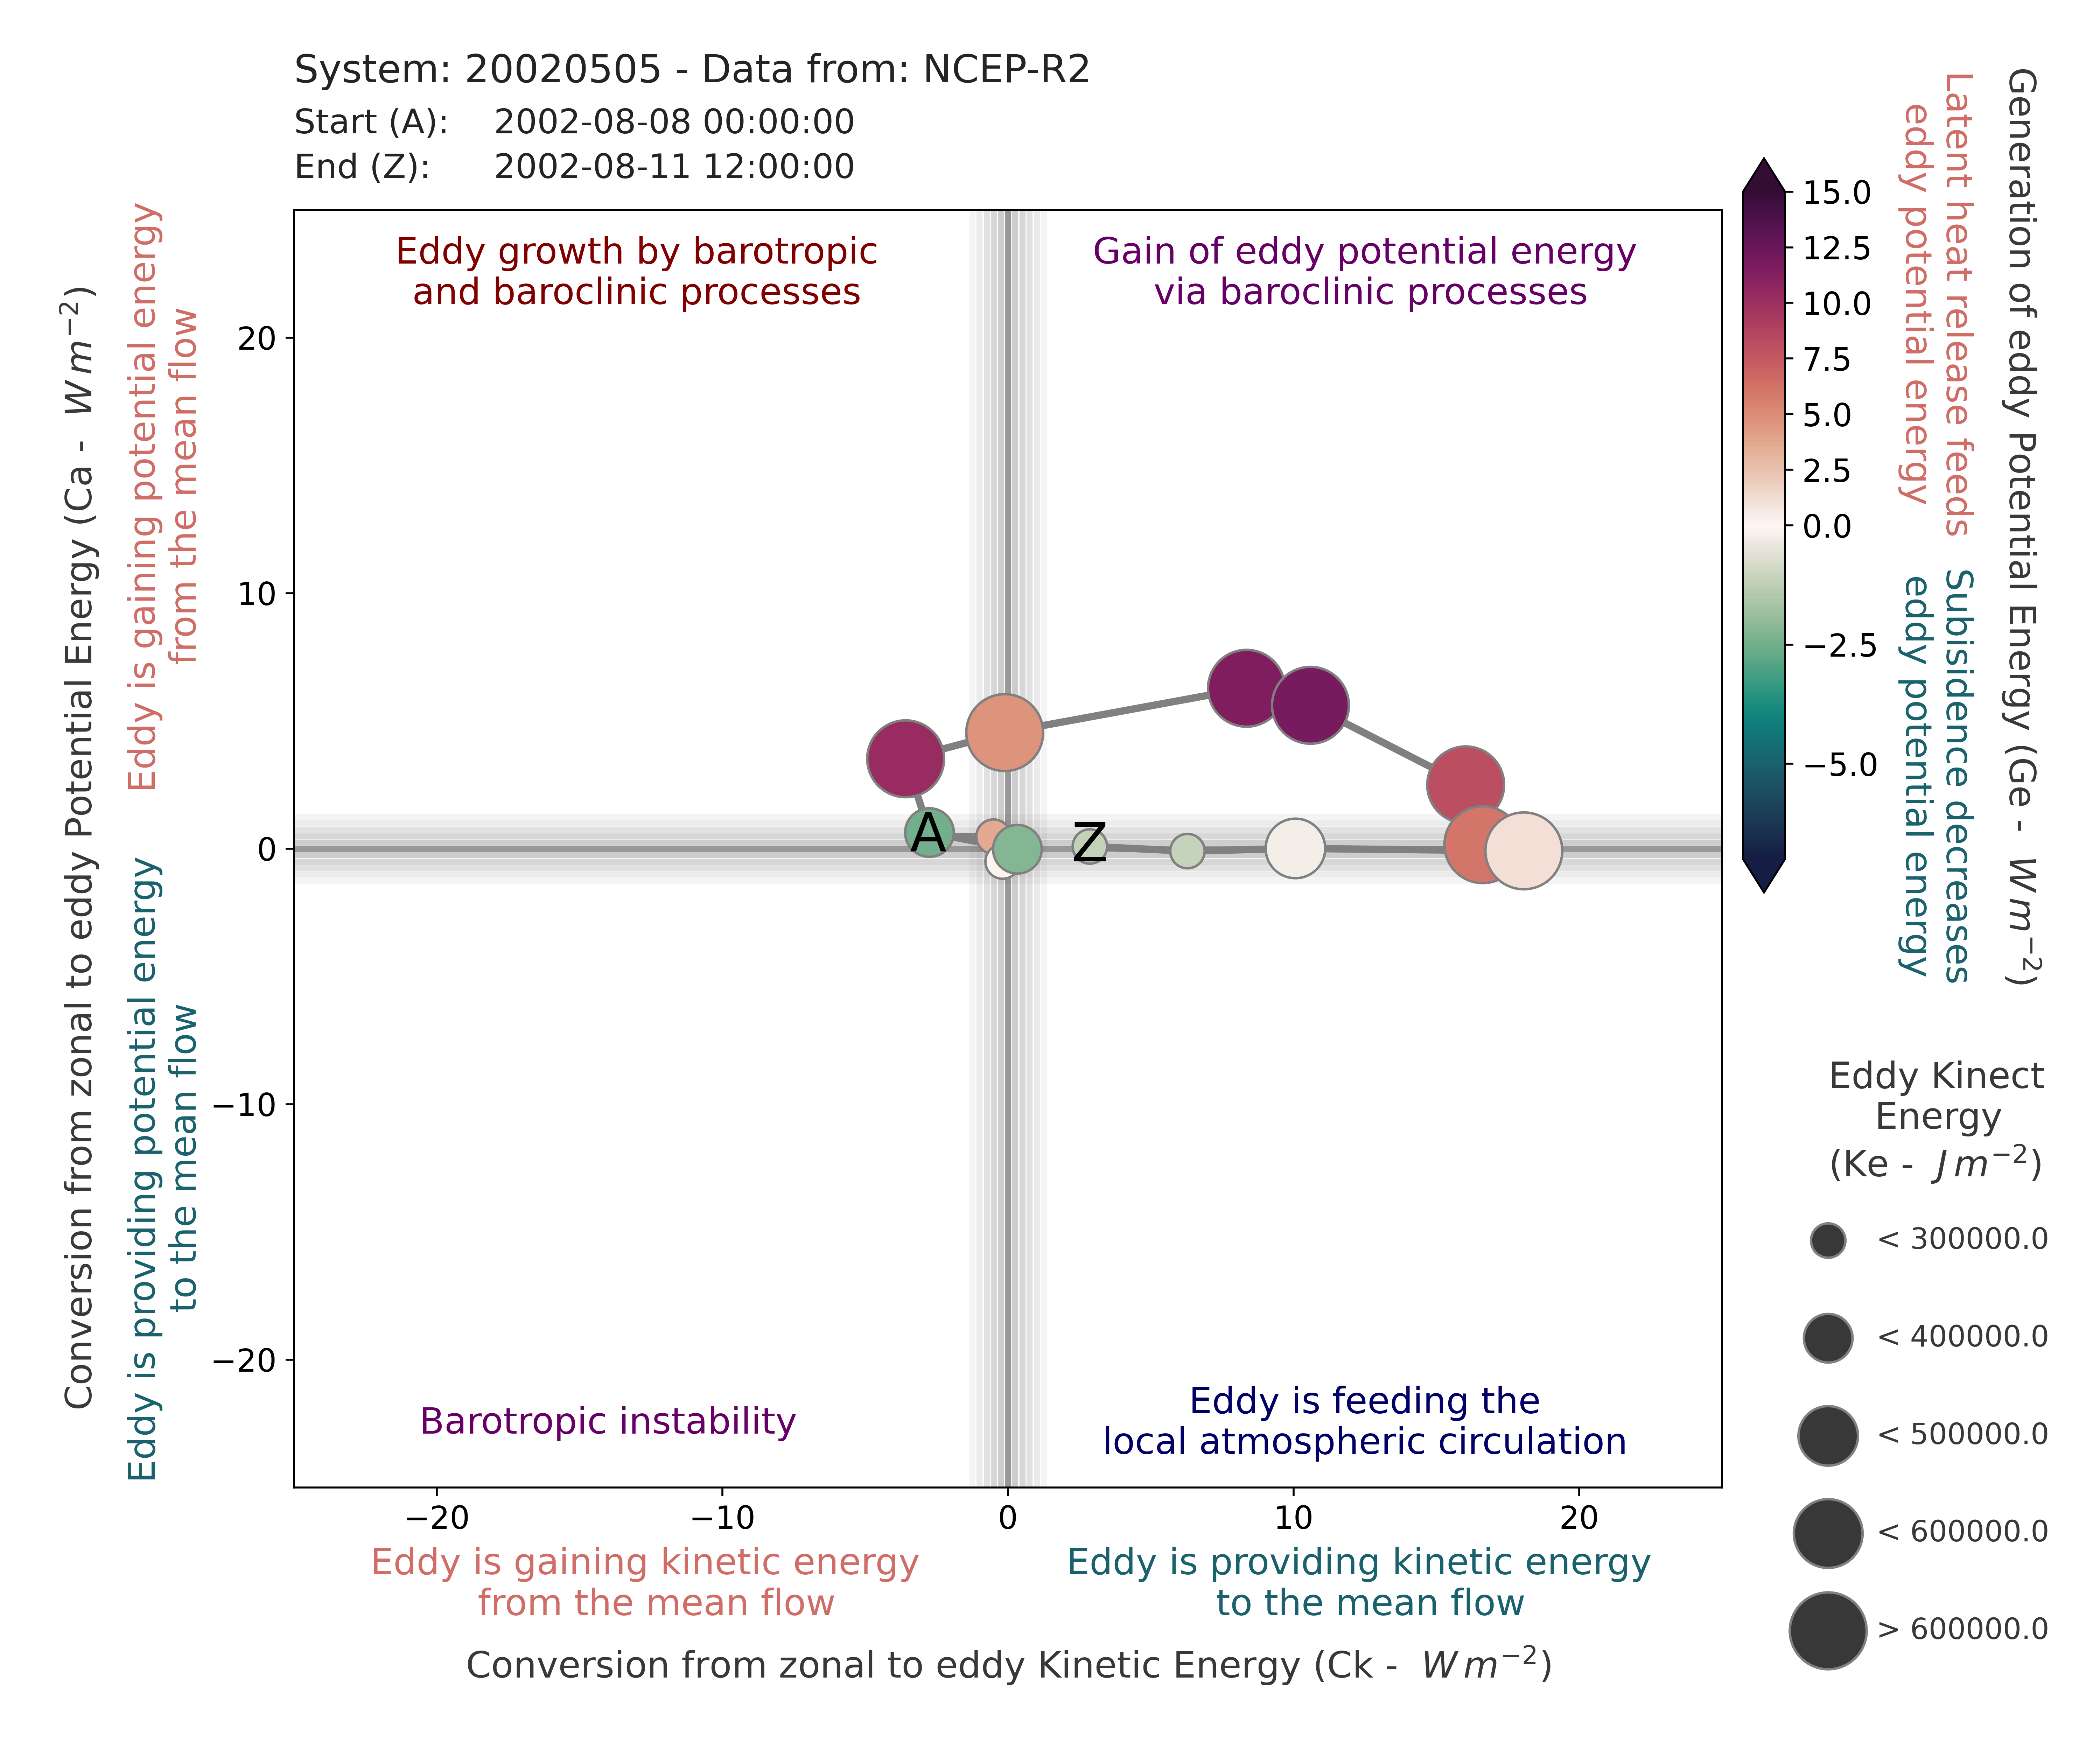 System: 20020505 - Data from: NCEP-R2
Start (A): 2002-08-08 00:00:00
End (Z): 2002-08-11 12:00:00
Conversion from zonal to eddy Potential Energy (Ca - W m⁻²)
Eddy is gaining potential energy
from the mean flow
Eddy is providing potential energy
to the mean flow
20
10
0
−10
−20
Eddy growth by barotropic
and baroclinic processes
Gain of eddy potential energy
via baroclinic processes
A
Z
Barotropic instability
Eddy is feeding the
local atmospheric circulation
−20
−10
0
10
20
Eddy is gaining kinetic energy
from the mean flow
Eddy is providing kinetic energy
to the mean flow
Conversion from zonal to eddy Kinetic Energy (Ck - W m⁻²)
15.0
12.5
10.0
7.5
5.0
2.5
0.0
−2.5
−5.0
Latent heat release feeds
eddy potential energy
Subisidence decreases
eddy potential energy
Generation of eddy Potential Energy (Ge - W m⁻²)
Eddy Kinect
Energy
(Ke - J m⁻²)
< 300000.0
< 400000.0
< 500000.0
< 600000.0
> 600000.0